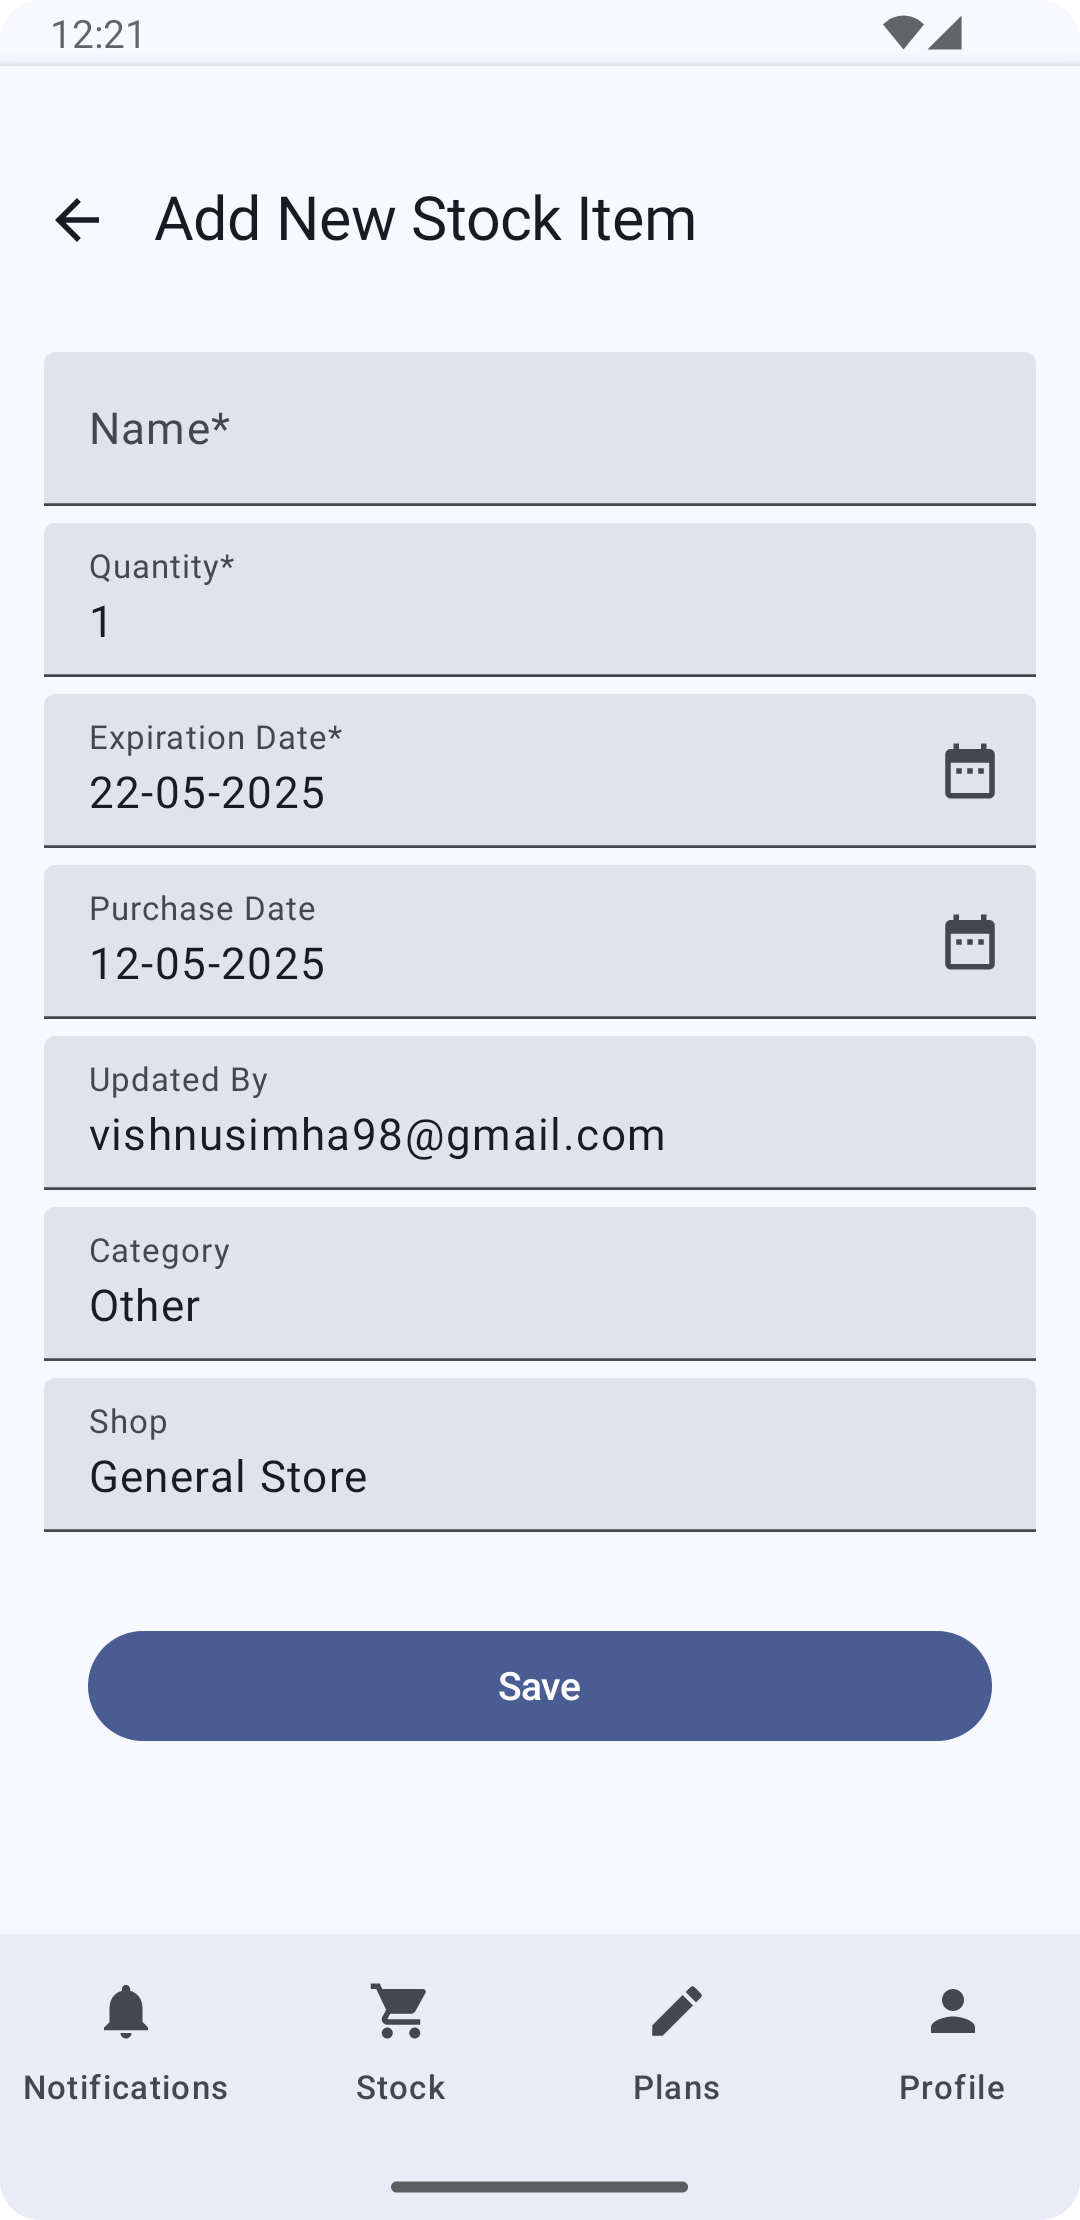 12:21
Add New Stock Item
Name*
Quantity*
1
Expiration Date*
22-05-2025
Purchase Date
12-05-2025
Updated By
vishnusimha98@gmail.com
Category
Other
Shop
General Store
Save
Notifications Stock Plans Profile